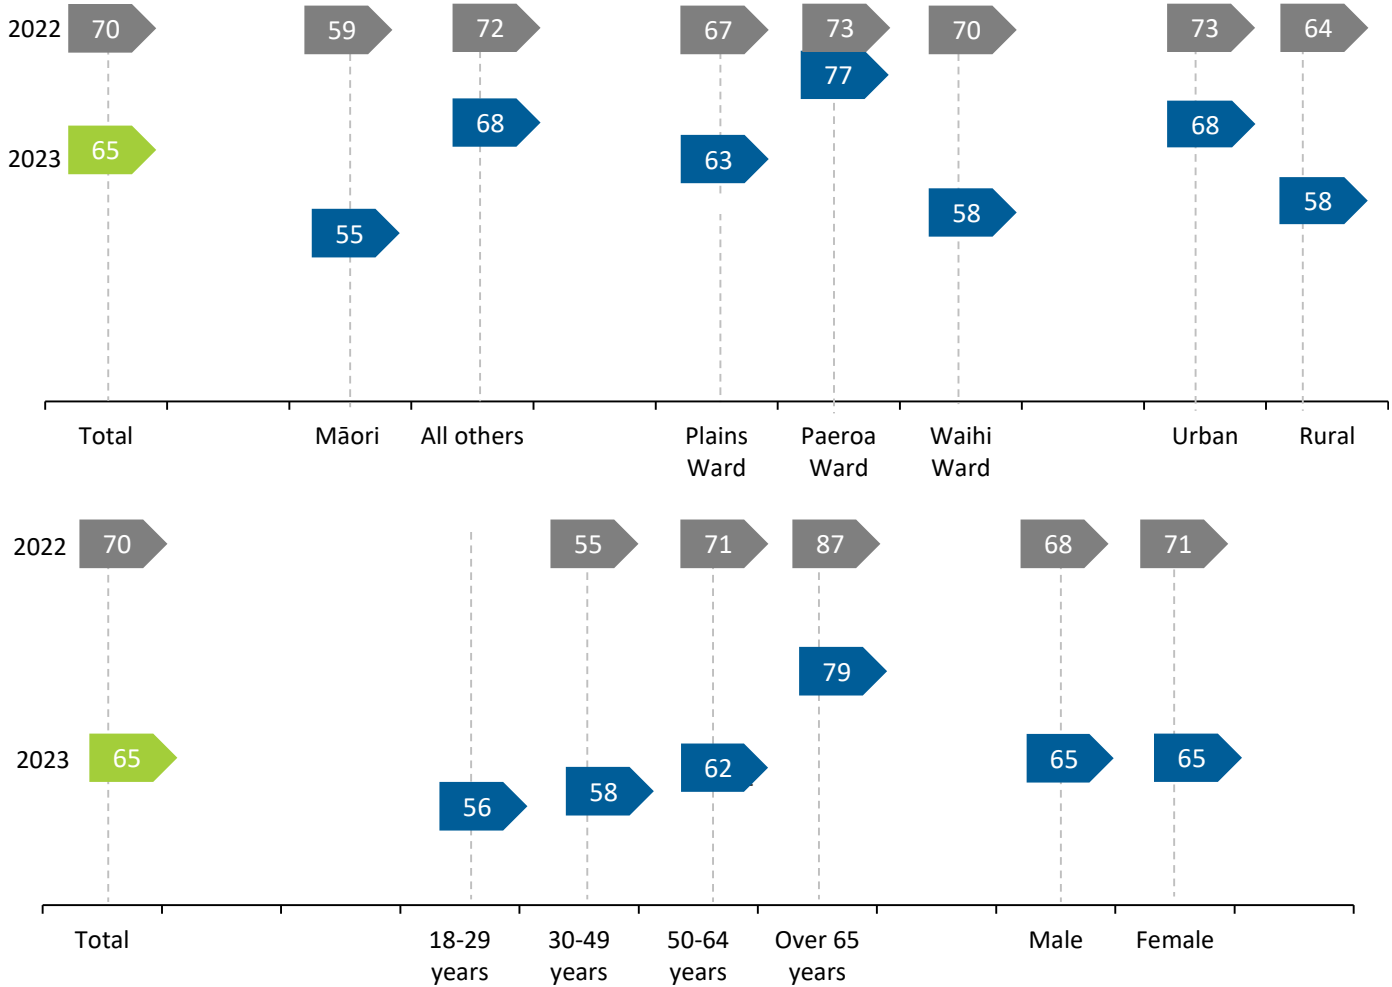 2022 70 59 72 67 73 70 73 64
77
68 68
2023 65 63
58 58
55
Total Māori All others Plains Paeroa Waihi Urban Rural
Ward Ward Ward
2022 70 55 71 87 68 71
79
2023 65 62 65 65
56 58
Total 18-29 30-49 50-64 Over 65 Male Female
years years years years